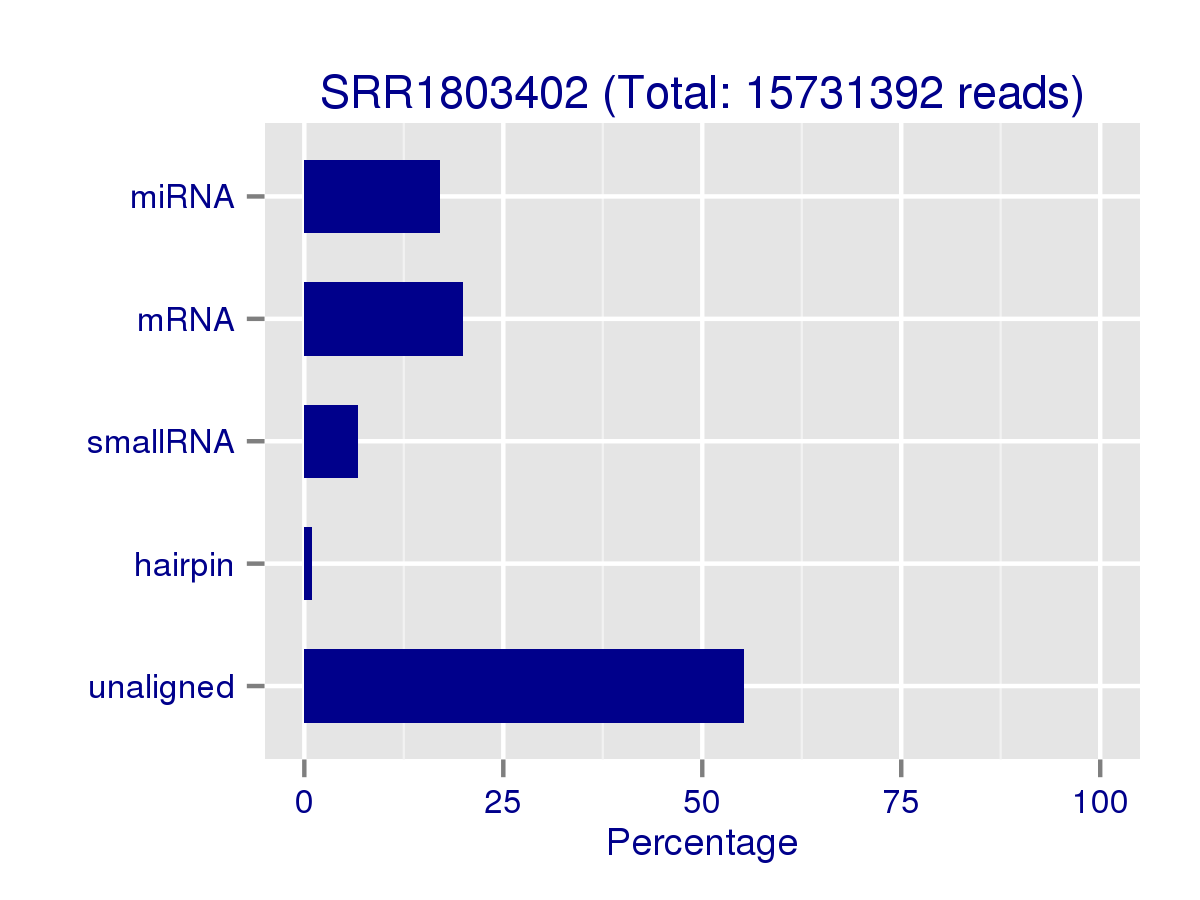 SRR1803402 (Total: 15731392 reads)
miRNA
mRNA
smallRNA
hairpin
unaligned
0 25 50 75 100
Percentage